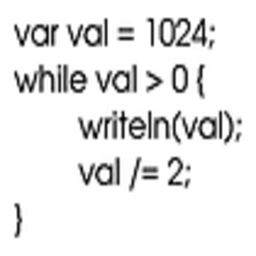 var val = 1024;
while val > 0 {
writeln(val);
val /= 2;
}